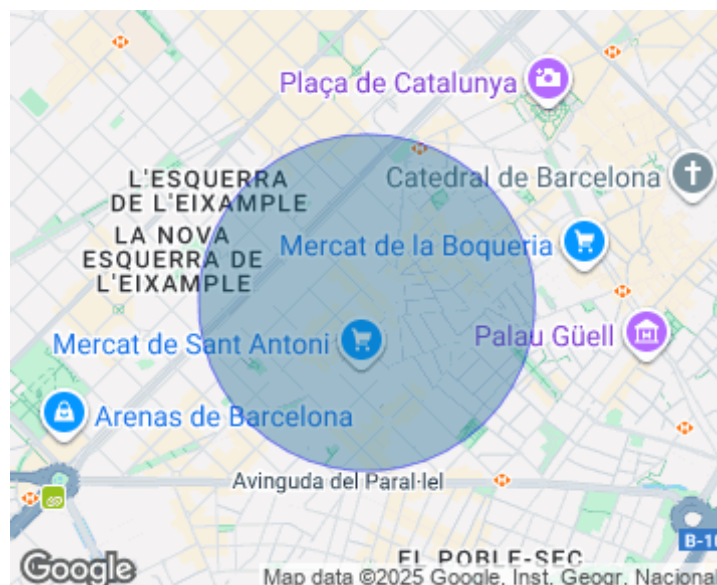 Plaça de Catalunya
L'ESQUERRA
DE L'EIXAMPLE
Catedral de Barcelona
LA NOVA
ESQUERRA DE
L'EIXAMPLE
Mercat de la Boqueria
Mercat de Sant Antoni
Palau Güell
Arenas de Barcelona
Avinguda del Paral·lel
B-10
EL POBLE-SEC
Google
Map data ©2025 Google, Inst. Geogr. Nacional